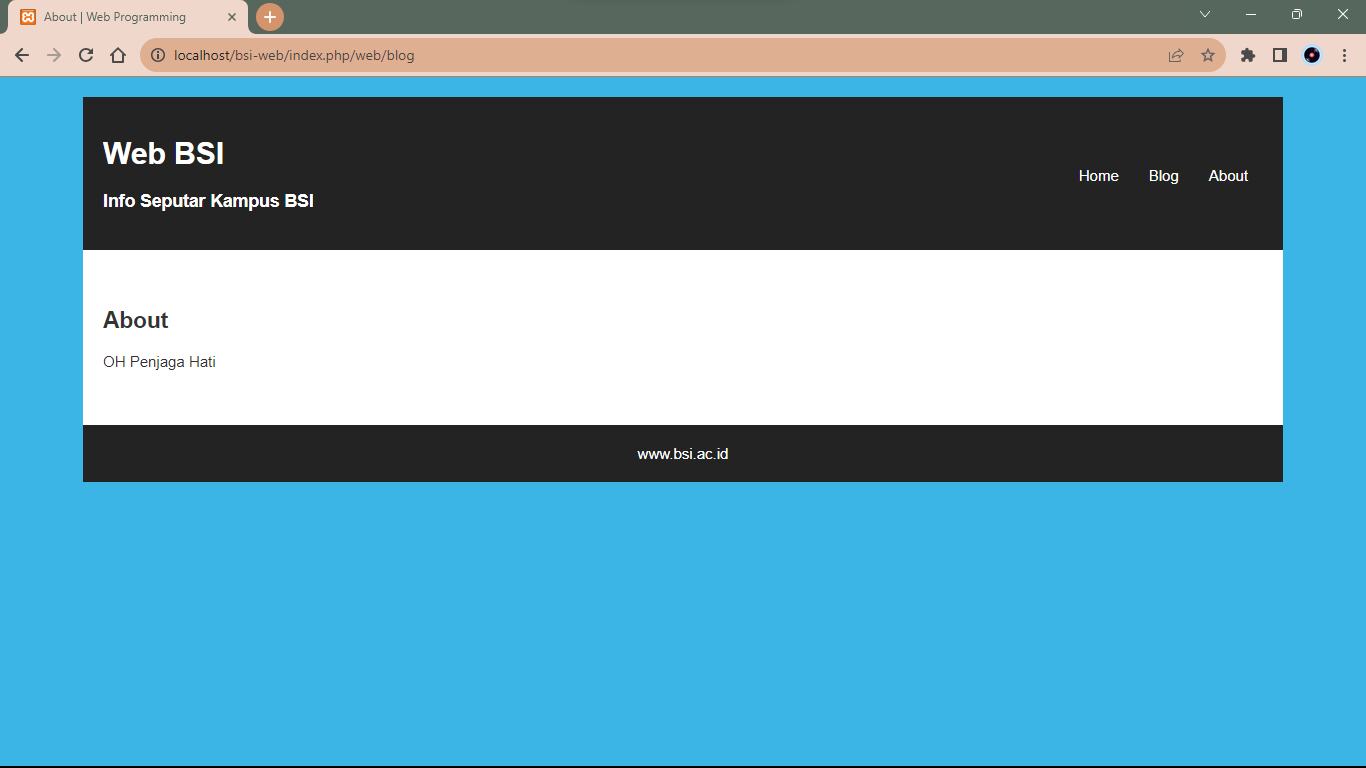 About | Web Programming
localhost/bsi-web/index.php/web/blog
Web BSI
Info Seputar Kampus BSI
Home Blog About
About
OH Penjaga Hati
www.bsi.ac.id